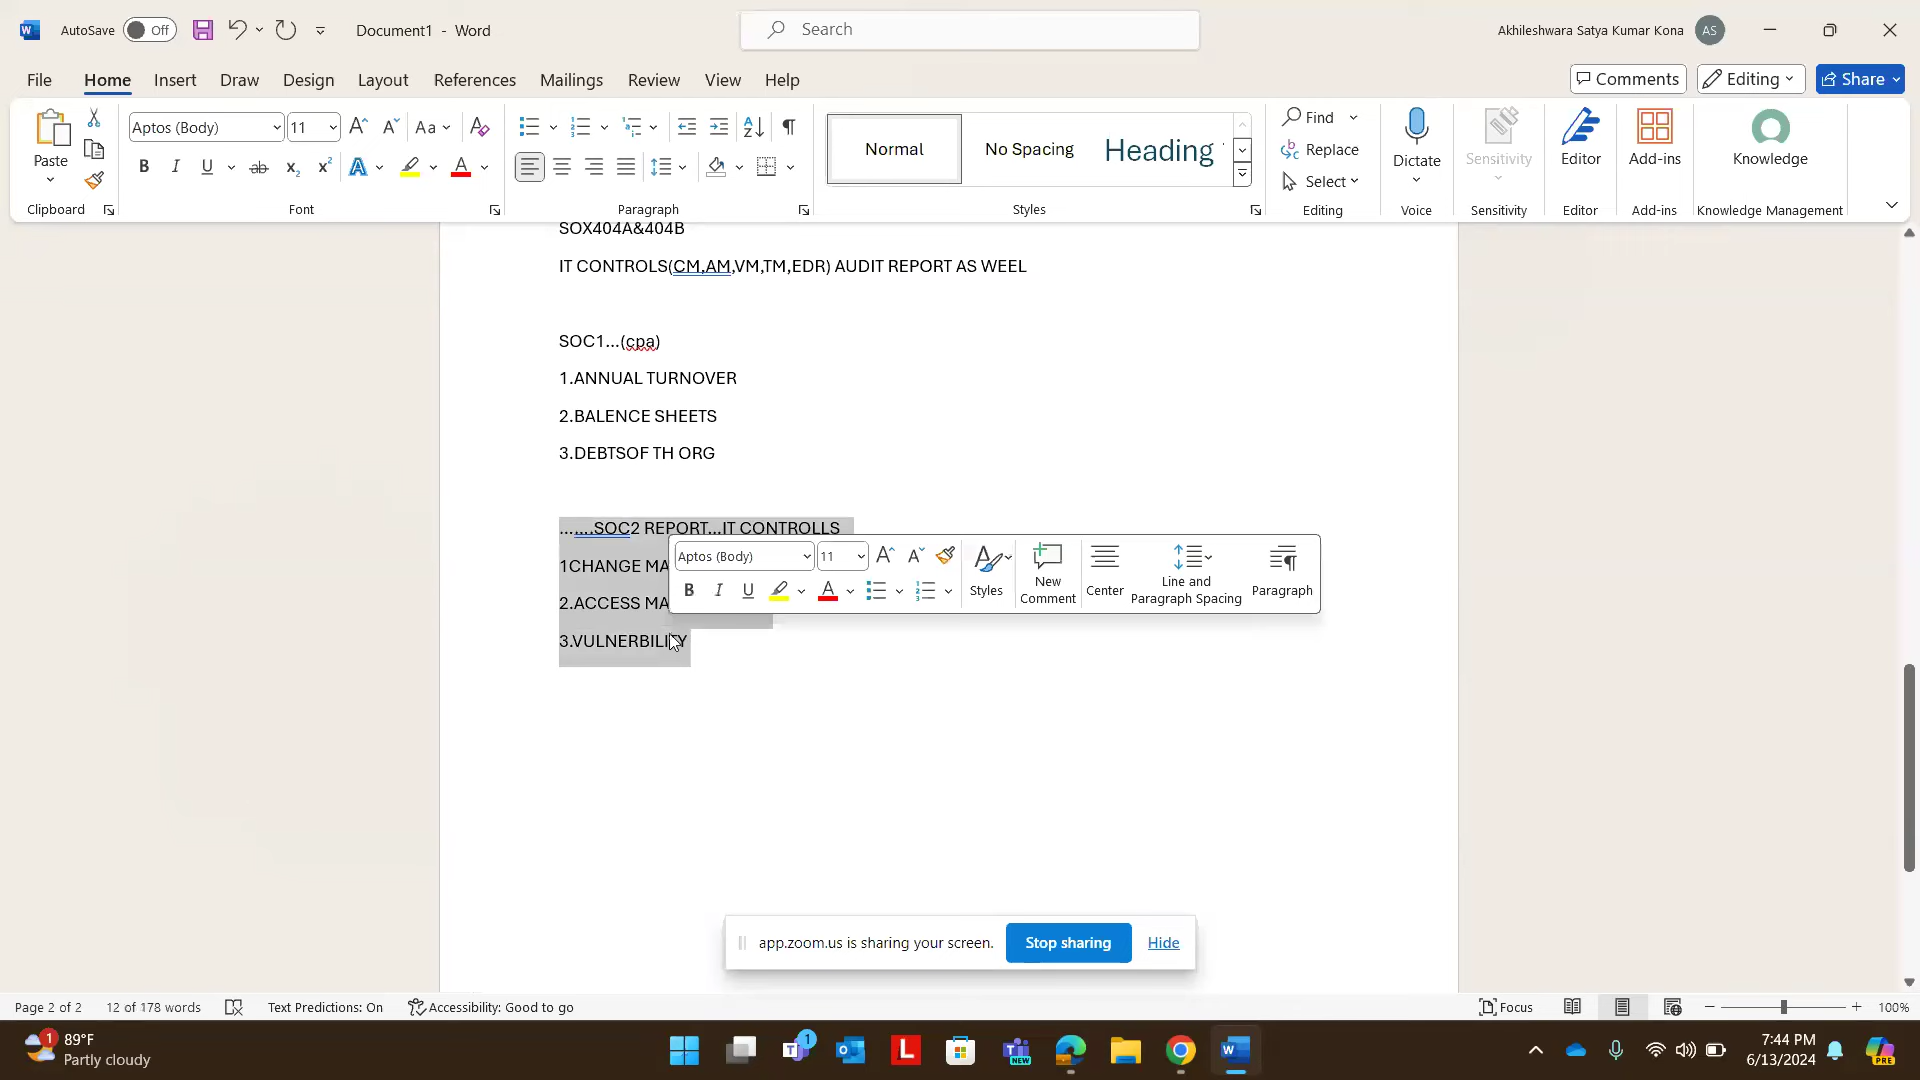 AutoSave Off Document1 - Word Search Akhileshwara Satya Kumar Kona AS
File Home Insert Draw Design Layout References Mailings Review View Help Comments Editing Share
Paste Aptos (Body) 11 Aa Normal No Spacing Heading Find Replace Select Dictate Sensitivity Editor Add-ins Knowledge
Clipboard Font Paragraph Styles Editing Voice Sensitivity Editor Add-ins Knowledge Management
SOX404A&404B
IT CONTROLS(CM,AM,VM,TM,EDR) AUDIT REPORT AS WEEL
SOC1...(cpa)
1.ANNUAL TURNOVER
2.BALENCE SHEETS
3.DEBTSOF TH ORG
.......SOC2 REPORT...IT CONTROLLS
1CHANGE MA
2.ACCESS MA
3.VULNERBILITY
Aptos (Body) 11 Styles New Comment Center Line and Paragraph Spacing Paragraph
app.zoom.us is sharing your screen. Stop sharing Hide
Page 2 of 2 12 of 178 words Text Predictions: On Accessibility: Good to go Focus 100%
1 89°F
Partly cloudy
7:44 PM
6/13/2024